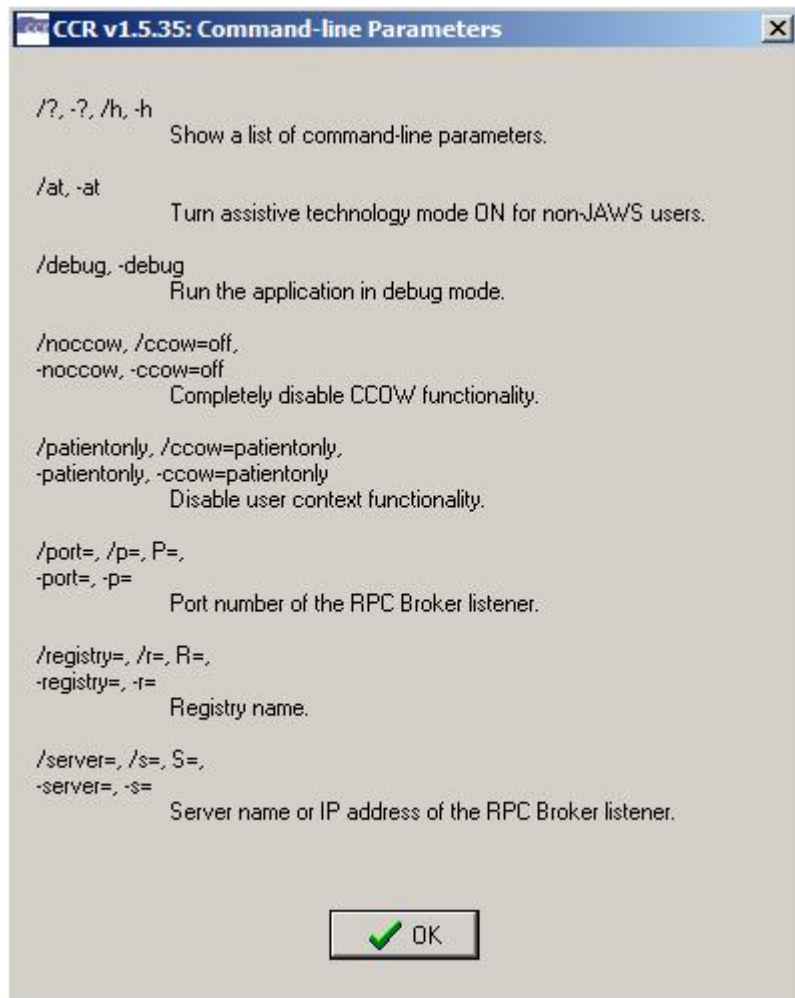 CCR CCR v1.5.35: Command-line Parameters
/?, -?, /h, -h
Show a list of command-line parameters.
/at, -at
Turn assistive technology mode ON for non-JAWS users.
/debug, -debug
Run the application in debug mode.
/noccow, /ccow=off,
-noccow, -ccow=off
Completely disable CCOW functionality.
/patientonly, /ccow=patientonly,
-patientonly, -ccow=patientonly
Disable user context functionality.
/port=, /p=, P=,
-port=, -p=
Port number of the RPC Broker listener.
/registry=, /r=, R=,
-registry=, -r=
Registry name.
/server=, /s=, S=,
-server=, -s=
Server name or IP address of the RPC Broker listener.
OK